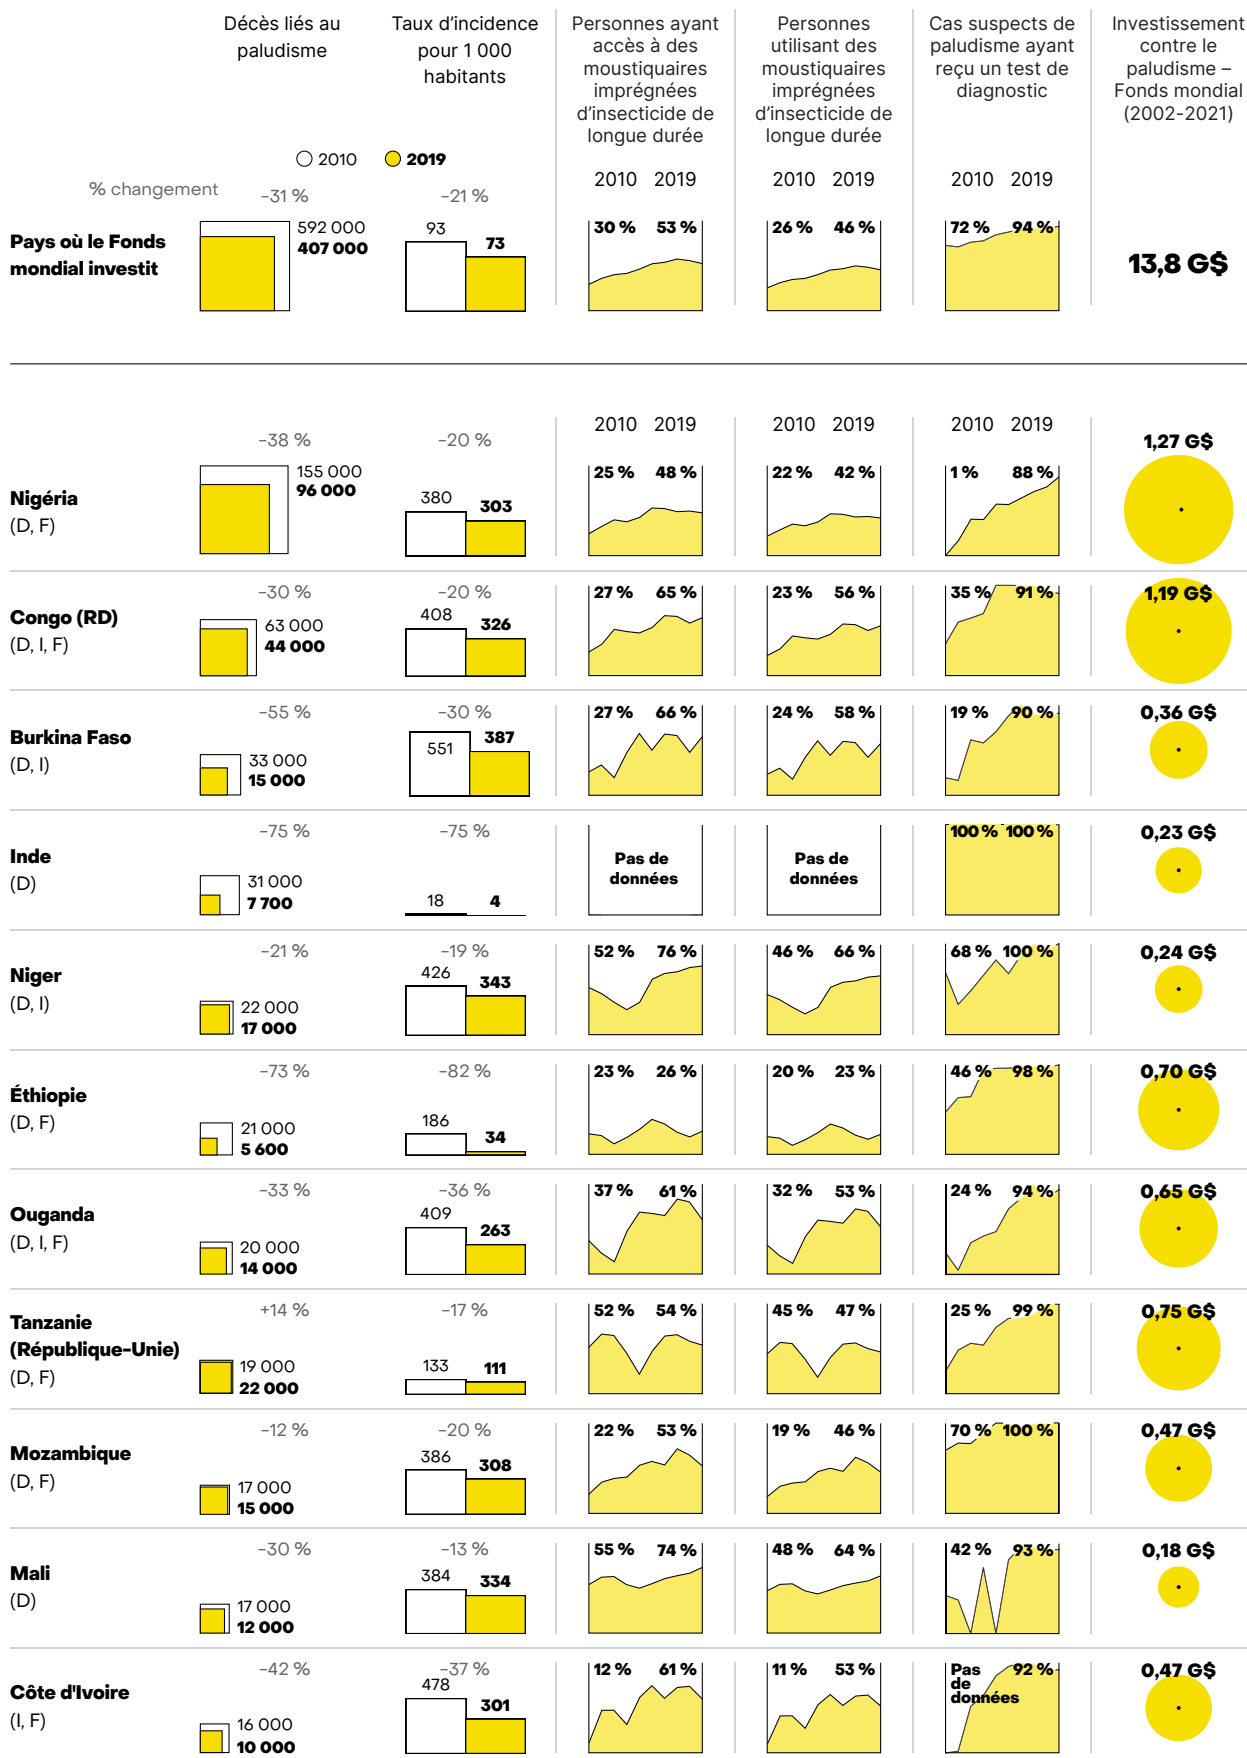 Décès liés au
paludisme
Taux d’incidence
pour 1 000
habitants
Personnes ayant
accès à des
moustiquaires
imprégnées
d’insecticide de
longue durée
Personnes
utilisant des
moustiquaires
imprégnées
d’insecticide de
longue durée
Cas suspects de
paludisme ayant
reçu un test de
diagnostic
Investissement
contre le
paludisme –
Fonds mondial
(2002-2021)
2010 2019
% changement
-31 % -21 %
2010 2019 2010 2019 2010 2019
Pays où le Fonds
mondial investit
592 000
407 000
93 73
30 % 53 % 26 % 46 % 72 % 94 %
13,8 G$
2010 2019 2010 2019 2010 2019
-38 % -20 % 1,27 G$
Nigéria
(D, F)
155 000
96 000
380 303
25 % 48 % 22 % 42 % 1 % 88 %
-30 % -20 %
Congo (RD)
(D, I, F)
63 000
44 000
408 326
27 % 65 % 23 % 56 % 35 % 91 % 1,19 G$
-55 % -30 %
Burkina Faso
(D, I)
33 000
15 000
551 387
27 % 66 % 24 % 58 % 19 % 90 % 0,36 G$
-75 % -75 %
Inde
(D)
31 000
7 700
18 4
Pas de
données
Pas de
données
100 % 100 % 0,23 G$
-21 % -19 %
Niger
(D, I)
22 000
17 000
426 343
52 % 76 % 46 % 66 % 68 % 100 % 0,24 G$
-73 % -82 %
Éthiopie
(D, F)
21 000
5 600
186 34
23 % 26 % 20 % 23 % 46 % 98 % 0,70 G$
-33 % -36 %
Ouganda
(D, I, F)
20 000
14 000
409 263
37 % 61 % 32 % 53 % 24 % 94 % 0,65 G$
+14 % -17 %
Tanzanie
(République-Unie)
(D, F)
19 000
22 000
133 111
52 % 54 % 45 % 47 % 25 % 99 % 0,75 G$
-12 % -20 %
Mozambique
(D, F)
17 000
15 000
386 308
22 % 53 % 19 % 46 % 70 % 100 % 0,47 G$
-30 % -13 %
Mali
(D)
17 000
12 000
384 334
55 % 74 % 48 % 64 % 42 % 93 % 0,18 G$
-42 % -37 %
Côte d'Ivoire
(I, F)
16 000
10 000
478 301
12 % 61 % 11 % 53 %
Pas
de
données
92 % 0,47 G$